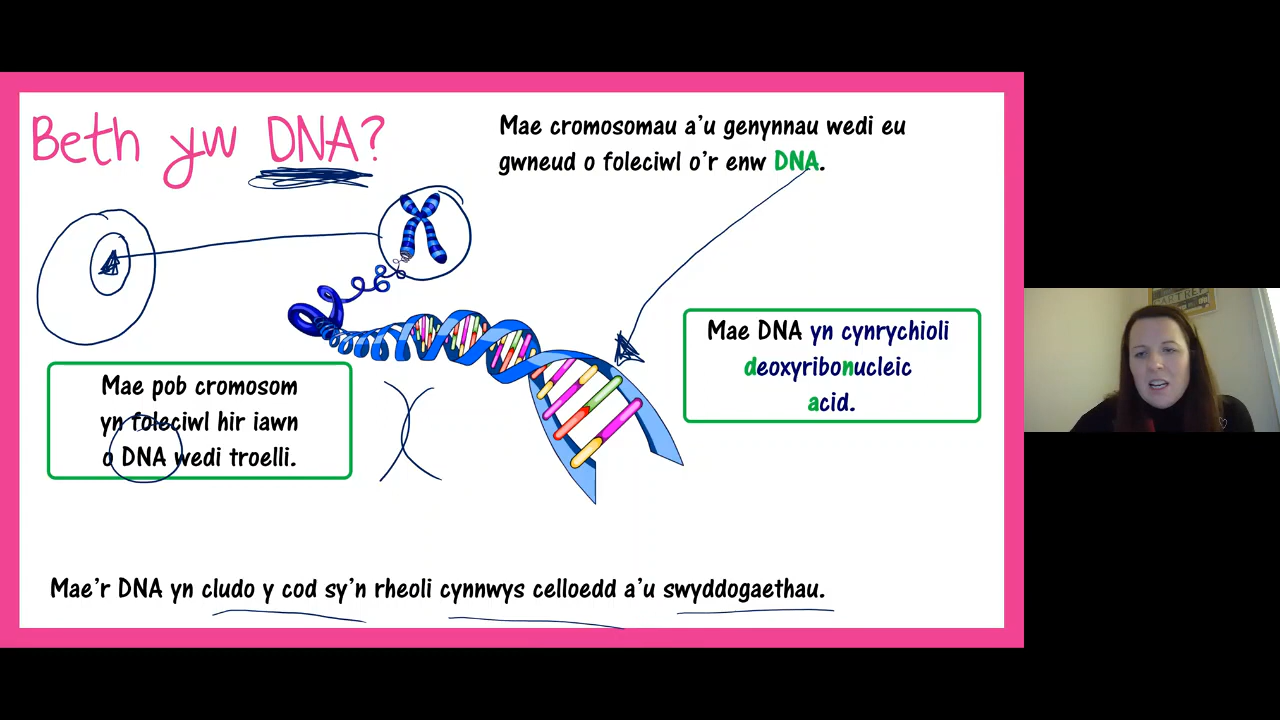 Beth yw DNA?
Mae cromosomau a'u genynnau wedi eu
gwneud o foleciwl o'r enw DNA.
Mae DNA yn cynrychioli
deoxyribonucleic
acid.
Mae pob cromosom
yn foleciwl hir iawn
o DNA wedi troelli.
Mae'r DNA yn cludo y cod sy'n rheoli cynnwys celloedd a'u swyddogaethau.